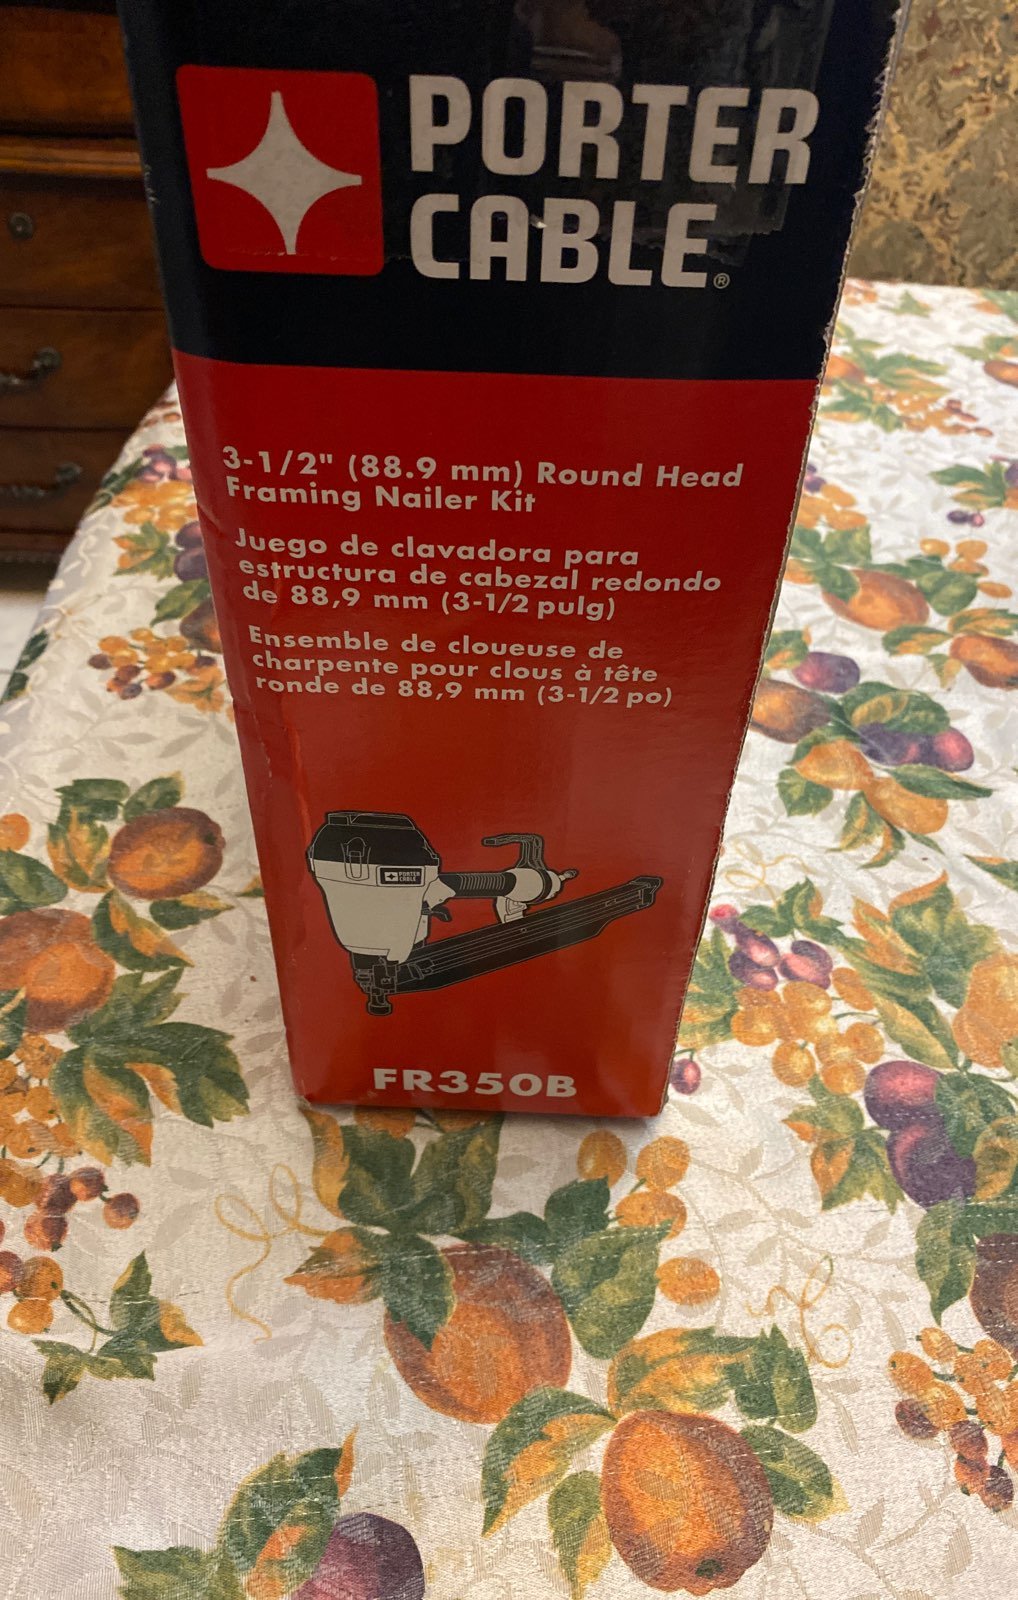 PORTER
CABLE®
3-1/2" (88.9 mm) Round Head
Framing Nailer Kit
Juego de clavadora para
estructura de cabezal redondo
de 88,9 mm (3-1/2 pulg)
Ensemble de cloueuse de
charpente pour clous à tête
ronde de 88,9 mm (3-1/2 po)
PORTER
CABLE
FR350B